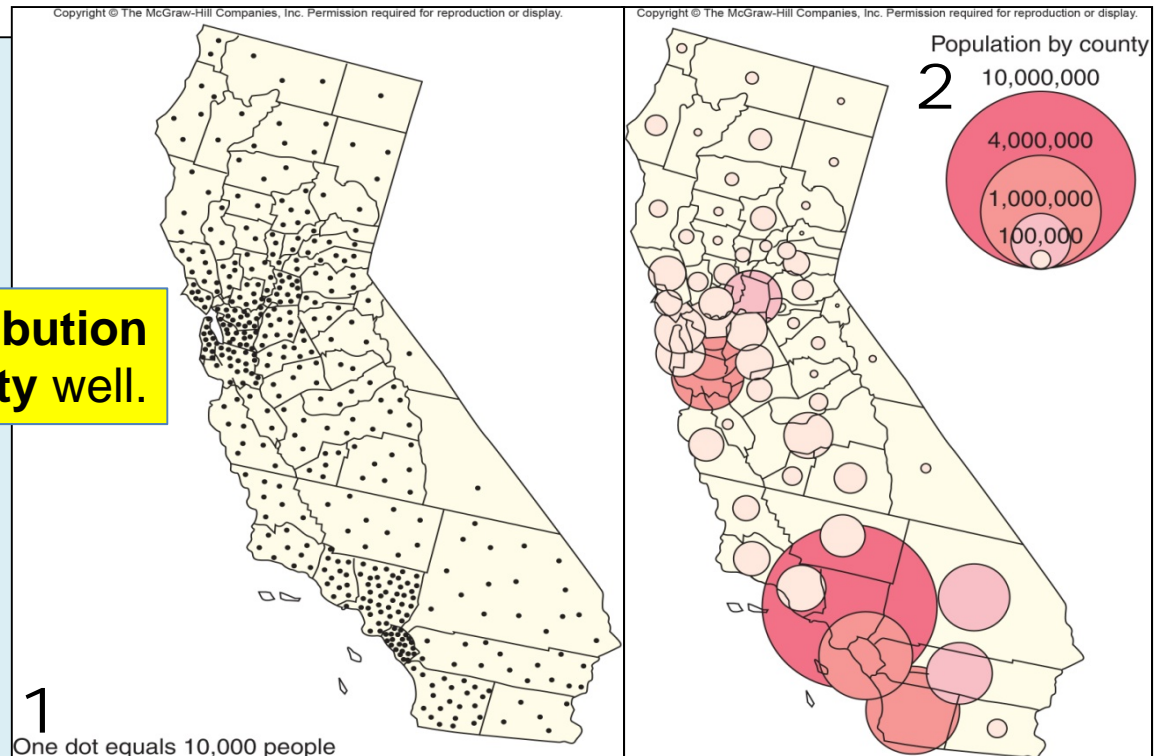 Copyright © The McGraw-Hill Companies, Inc. Permission required for reproduction or display.
bution
ty well.
1
One dot equals 10,000 people
Copyright © The McGraw-Hill Companies, Inc. Permission required for reproduction or display.
Population by county
2
10,000,000
4,000,000
1,000,000
100,000